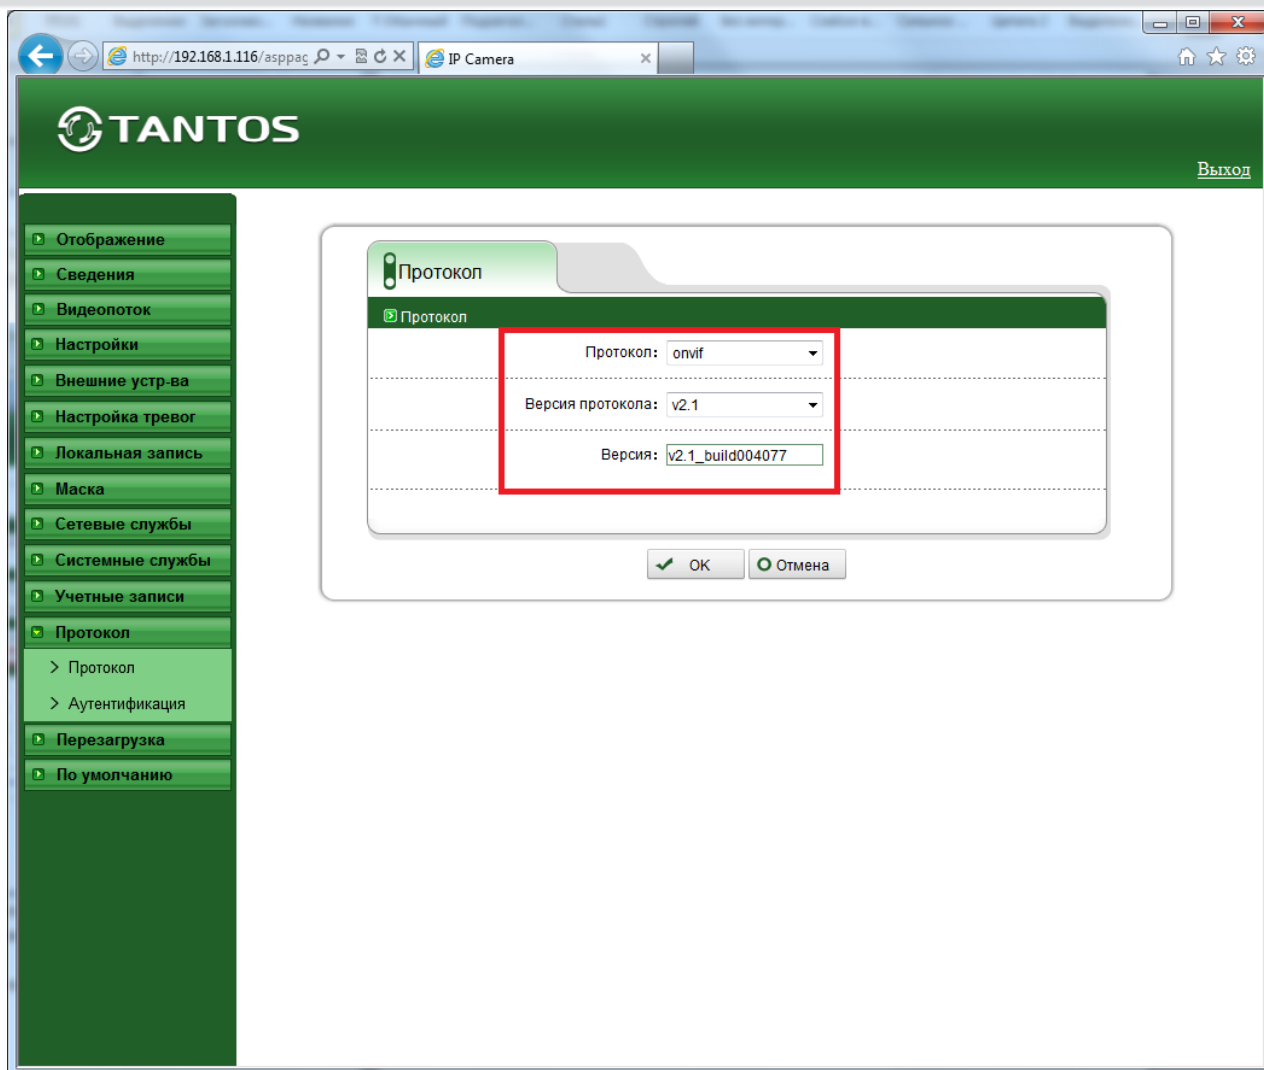 http://192.168.1.116/asppag
IP Camera
TANTOS
Выход
Отображение
Сведения
Видеопоток
Настройки
Внешние устр-ва
Настройка тревог
Локальная запись
Маска
Сетевые службы
Системные службы
Учетные записи
Протокол
Протокол
Аутентификация
Перезагрузка
По умолчанию
Протокол
Протокол
Протокол: onvif
Версия протокола: v2.1
Версия: v2.1_build004077
OK
Отмена